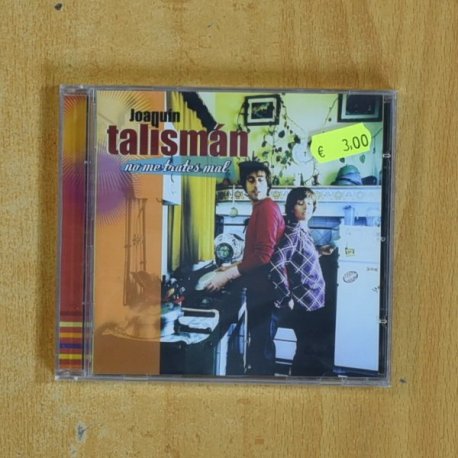 Joaquín
talismán
no me trates mal
€ 3,00